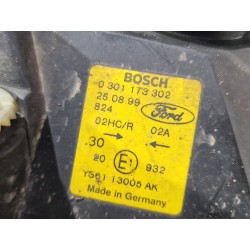 BOSCH
0 301 173 302
25 08 99
824
Ford
02HC/R 02A
30
20 E1 932
YS61 13005 AK
Made in Germany